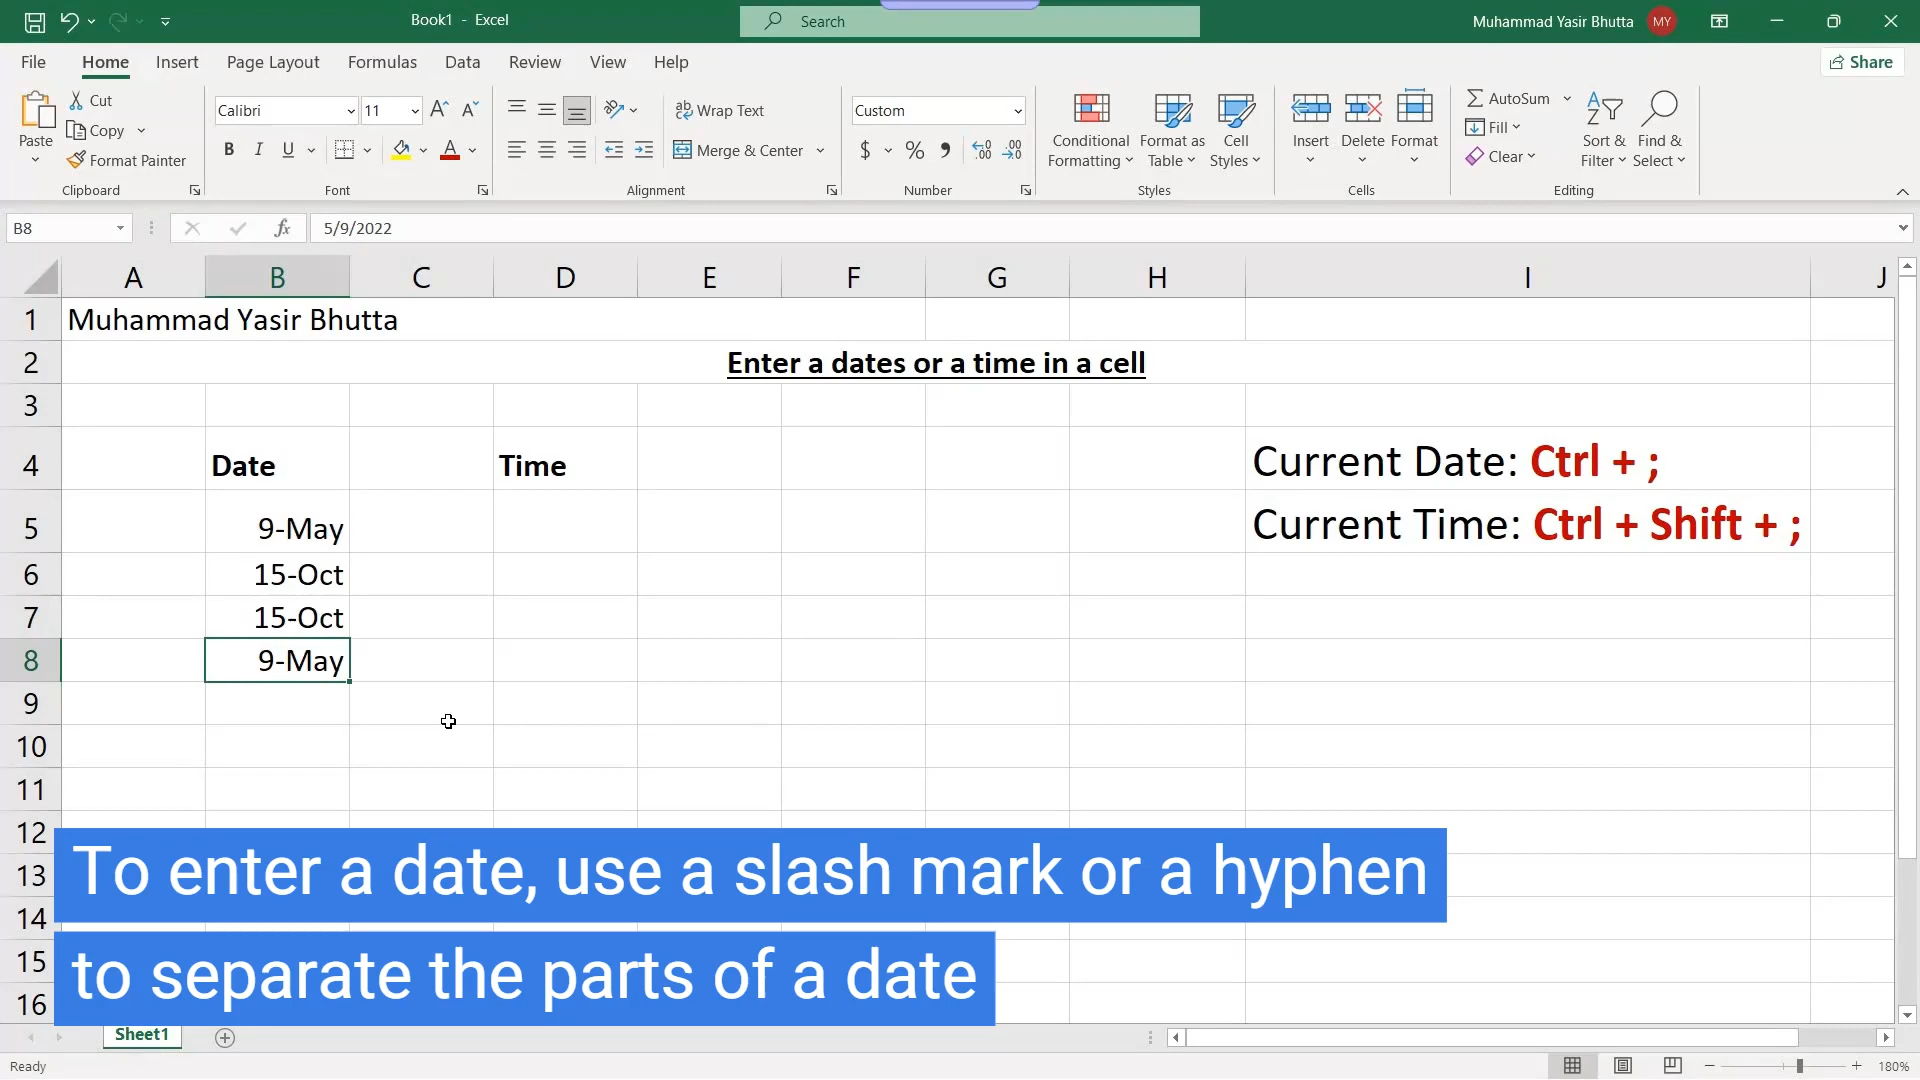 Book1 - Excel
Search
Muhammad Yasir Bhutta MY
File Home Insert Page Layout Formulas Data Review View Help Share
Paste Cut Copy Format Painter
Clipboard
Calibri 11
B I U A
Font
Wrap Text
Merge & Center
Alignment
Custom
$ % , .00
Number
Conditional Formatting
Format as Table
Cell Styles
Styles
Insert Delete Format
Cells
AutoSum
Fill
Clear
Sort & Filter
Find & Select
Editing
B8 fx 5/9/2022
A B C D E F G H I J
1 Muhammad Yasir Bhutta
2 Enter a dates or a time in a cell
3
4 Date Time Current Date: Ctrl + ;
5 9-May Current Time: Ctrl + Shift + ;
6 15-Oct
7 15-Oct
8 9-May
9
10
11
12
13 To enter a date, use a slash mark or a hyphen
14
15 to separate the parts of a date
16
Sheet1
Ready 180%